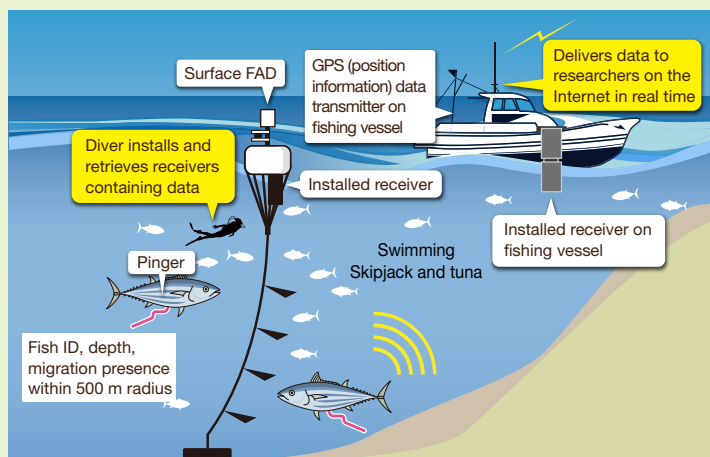 Surface FAD
GPS (position
information) data
transmitter on
fishing vessel
Delivers data to
researchers on the
Internet in real time
Diver installs and
retrieves receivers
containing data
Installed receiver
Installed receiver on
fishing vessel
Swimming
Skipjack and tuna
Pinger
Fish ID, depth,
migration presence
within 500 m radius